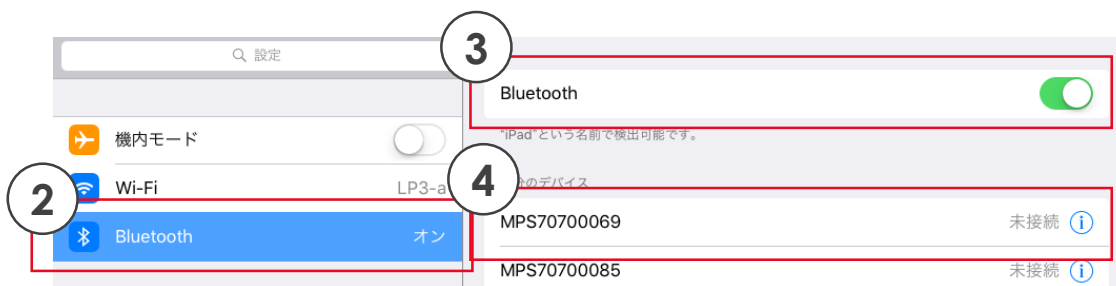 設定
機内モード
Wi-Fi
LP3-a
2
Bluetooth
オン
3
Bluetooth
"iPad"という名前で検出可能です。
4
分のデバイス
MPS70700069
未接続
MPS70700085
未接続